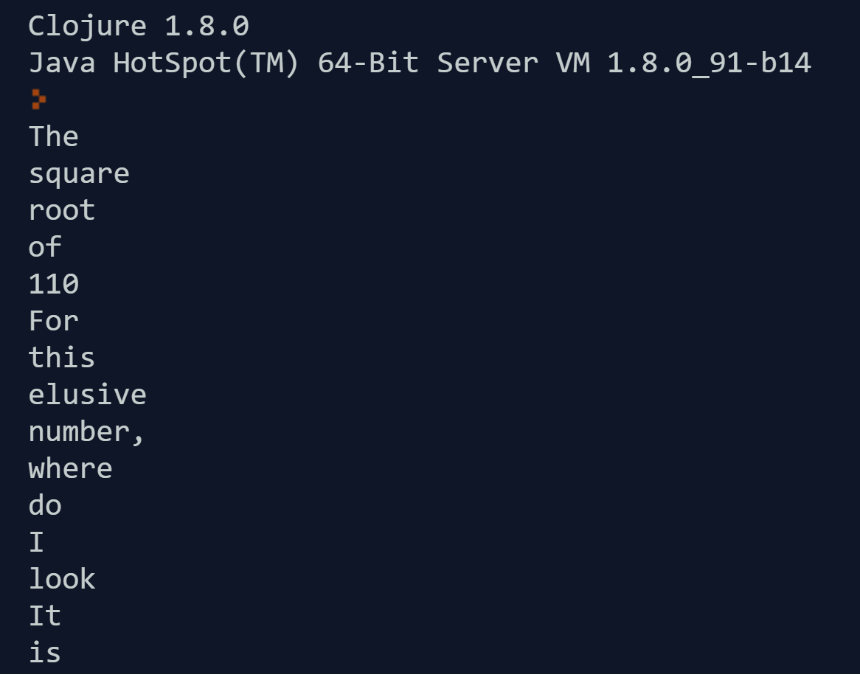 Clojure 1.8.0
Java HotSpot(TM) 64-Bit Server VM 1.8.0_91-b14
>
The
square
root
of
110
For
this
elusive
number,
where
do
I
look
It
is